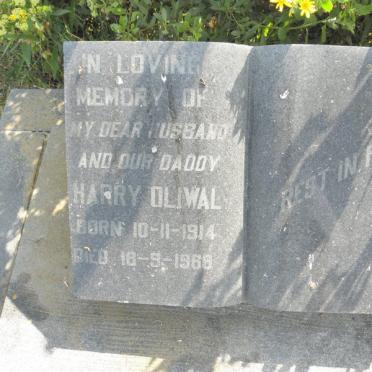 IN LOVING
MEMORY OF
MY DEAR HUSBAND
AND OUR DADDY
HARRY OLIWAL
BORN 10-11-1914
DIED 18-9-1968
REST IN